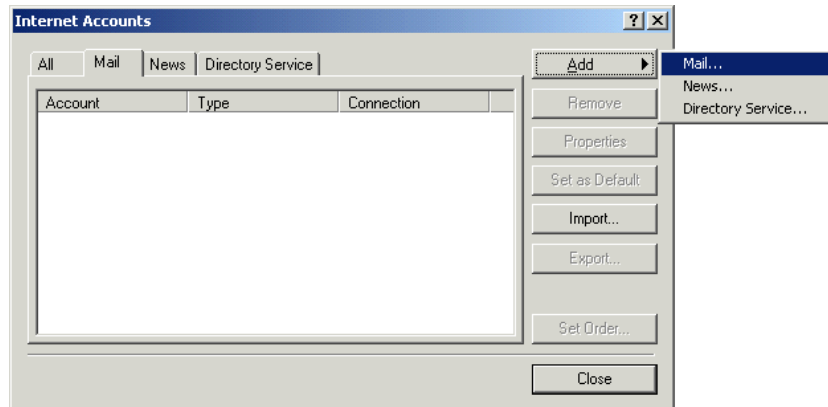 Internet Accounts
All Mail News Directory Service
Account Type Connection
Add
Remove
Properties
Set as Default
Import...
Export...
Set Order...
Close
Mail...
News...
Directory Service...